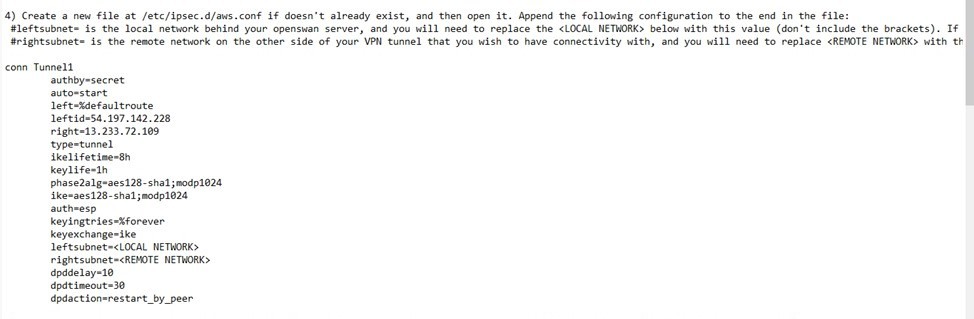 4) Create a new file at /etc/ipsec.d/aws.conf if doesn't already exist, and then open it. Append the following configuration to the end in the file:
#leftsubnet= is the local network behind your openswan server, and you will need to replace the <LOCAL NETWORK> below with this value (don't include the brackets). If
#rightsubnet= is the remote network on the other side of your VPN tunnel that you wish to have connectivity with, and you will need to replace <REMOTE NETWORK> with th
conn Tunnel1
authby=secret
auto=start
left=%defaultroute
leftid=54.197.142.228
right=13.233.72.109
type=tunnel
ikelifetime=8h
keylife=1h
phase2alg=aes128-sha1;modp1024
ike=aes128-sha1;modp1024
auth=esp
keyingtries=%forever
keyexchange=ike
leftsubnet=<LOCAL NETWORK>
rightsubnet=<REMOTE NETWORK>
dpddelay=10
dpdtimeout=30
dpdaction=restart_by_peer